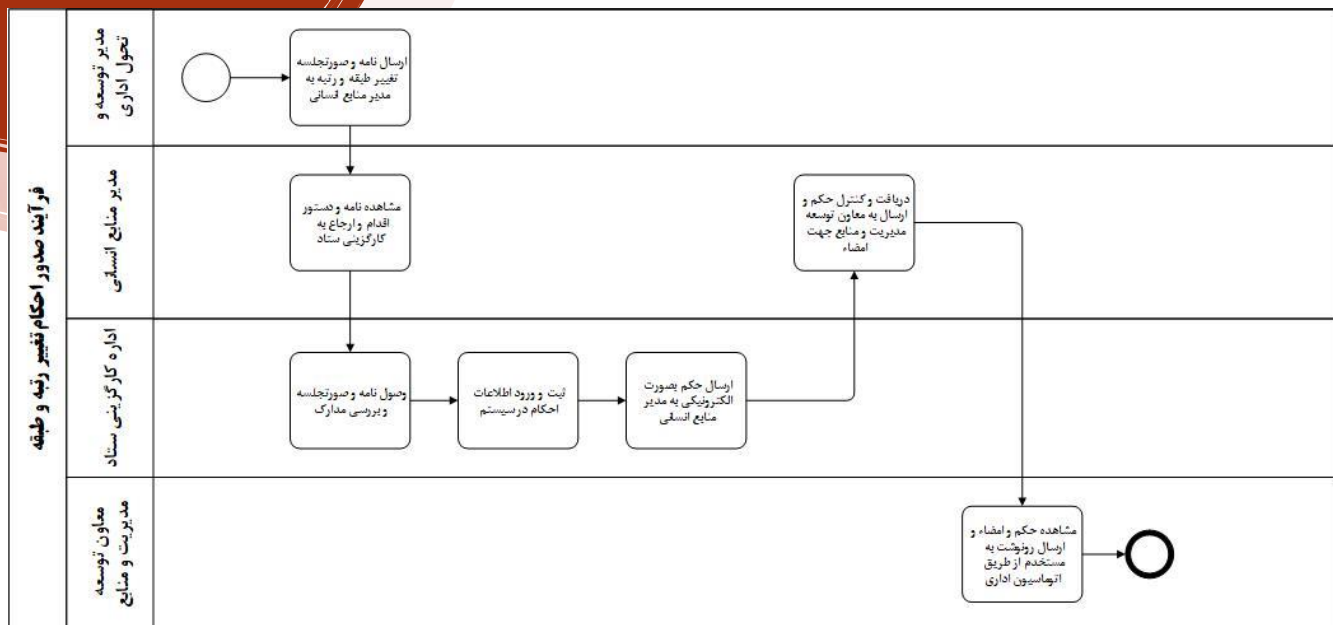 فرآیند صدور احکام تغییر رتبه و طبقه
مدیر توسعه و
تحول اداری
ارسال نامه و صورتجلسه
تغییر طبقه و رتبه به
مدیر منابع انسانی
مدیر منابع انسانی
مشاهده نامه و دستور
اقدام و ارجاع به
کارگزینی ستاد
دریافت و کنترل حکم و
ارسال به معاون توسعه
مدیریت و منابع جهت
امضاء
اداره کارگزینی ستاد
وصول نامه و صورتجلسه
و بررسی مدارک
ثبت و ورود اطلاعات
احکام در سیستم
ارسال حکم بصورت
الکترونیکی به مدیر
منابع انسانی
معاون توسعه
مدیریت و منابع
مشاهده حکم و امضاء و
ارسال رونوشت به
مستخدم از طریق
اتوماسیون اداری